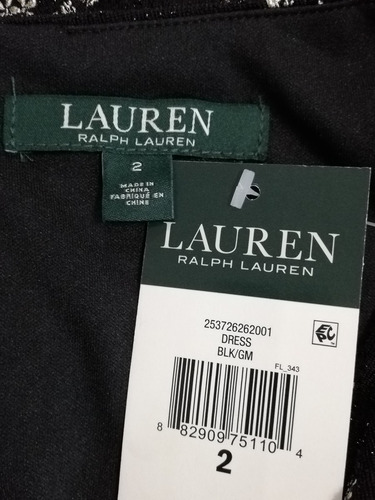 LAUREN
RALPH LAUREN
2
MADE IN
CHINA
FABRIQUÉ EN
CHINE
LAUREN
RALPH LAUREN
253726262001
DRESS
BLK/GM
EPC
FL_343
8 82909 75110 4
2